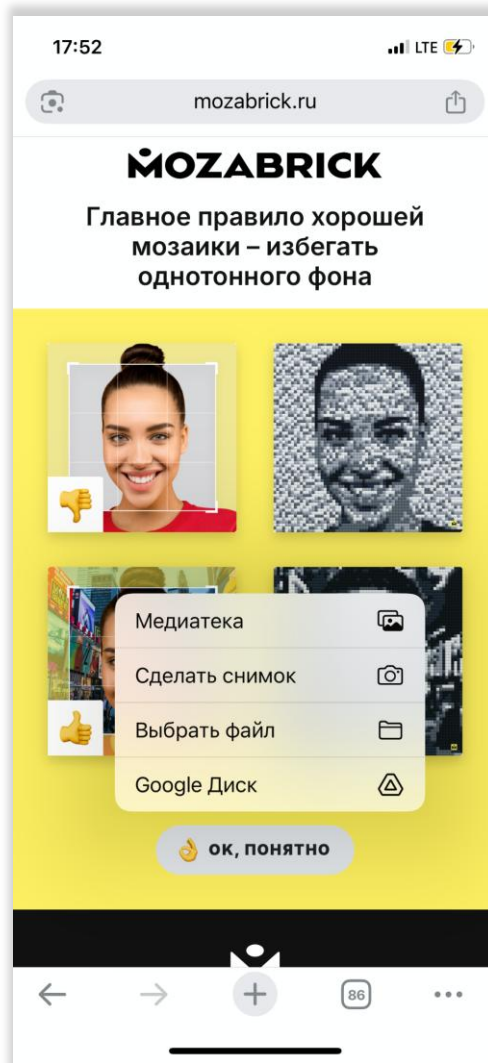 17:52
LTE
mozabrick.ru
MOZABRICK
Главное правило хорошей
мозаики – избегать
однотонного фона
Медиатека
Сделать снимок
Выбрать файл
Google Диск
👌 ОК, ПОНЯТНО
86